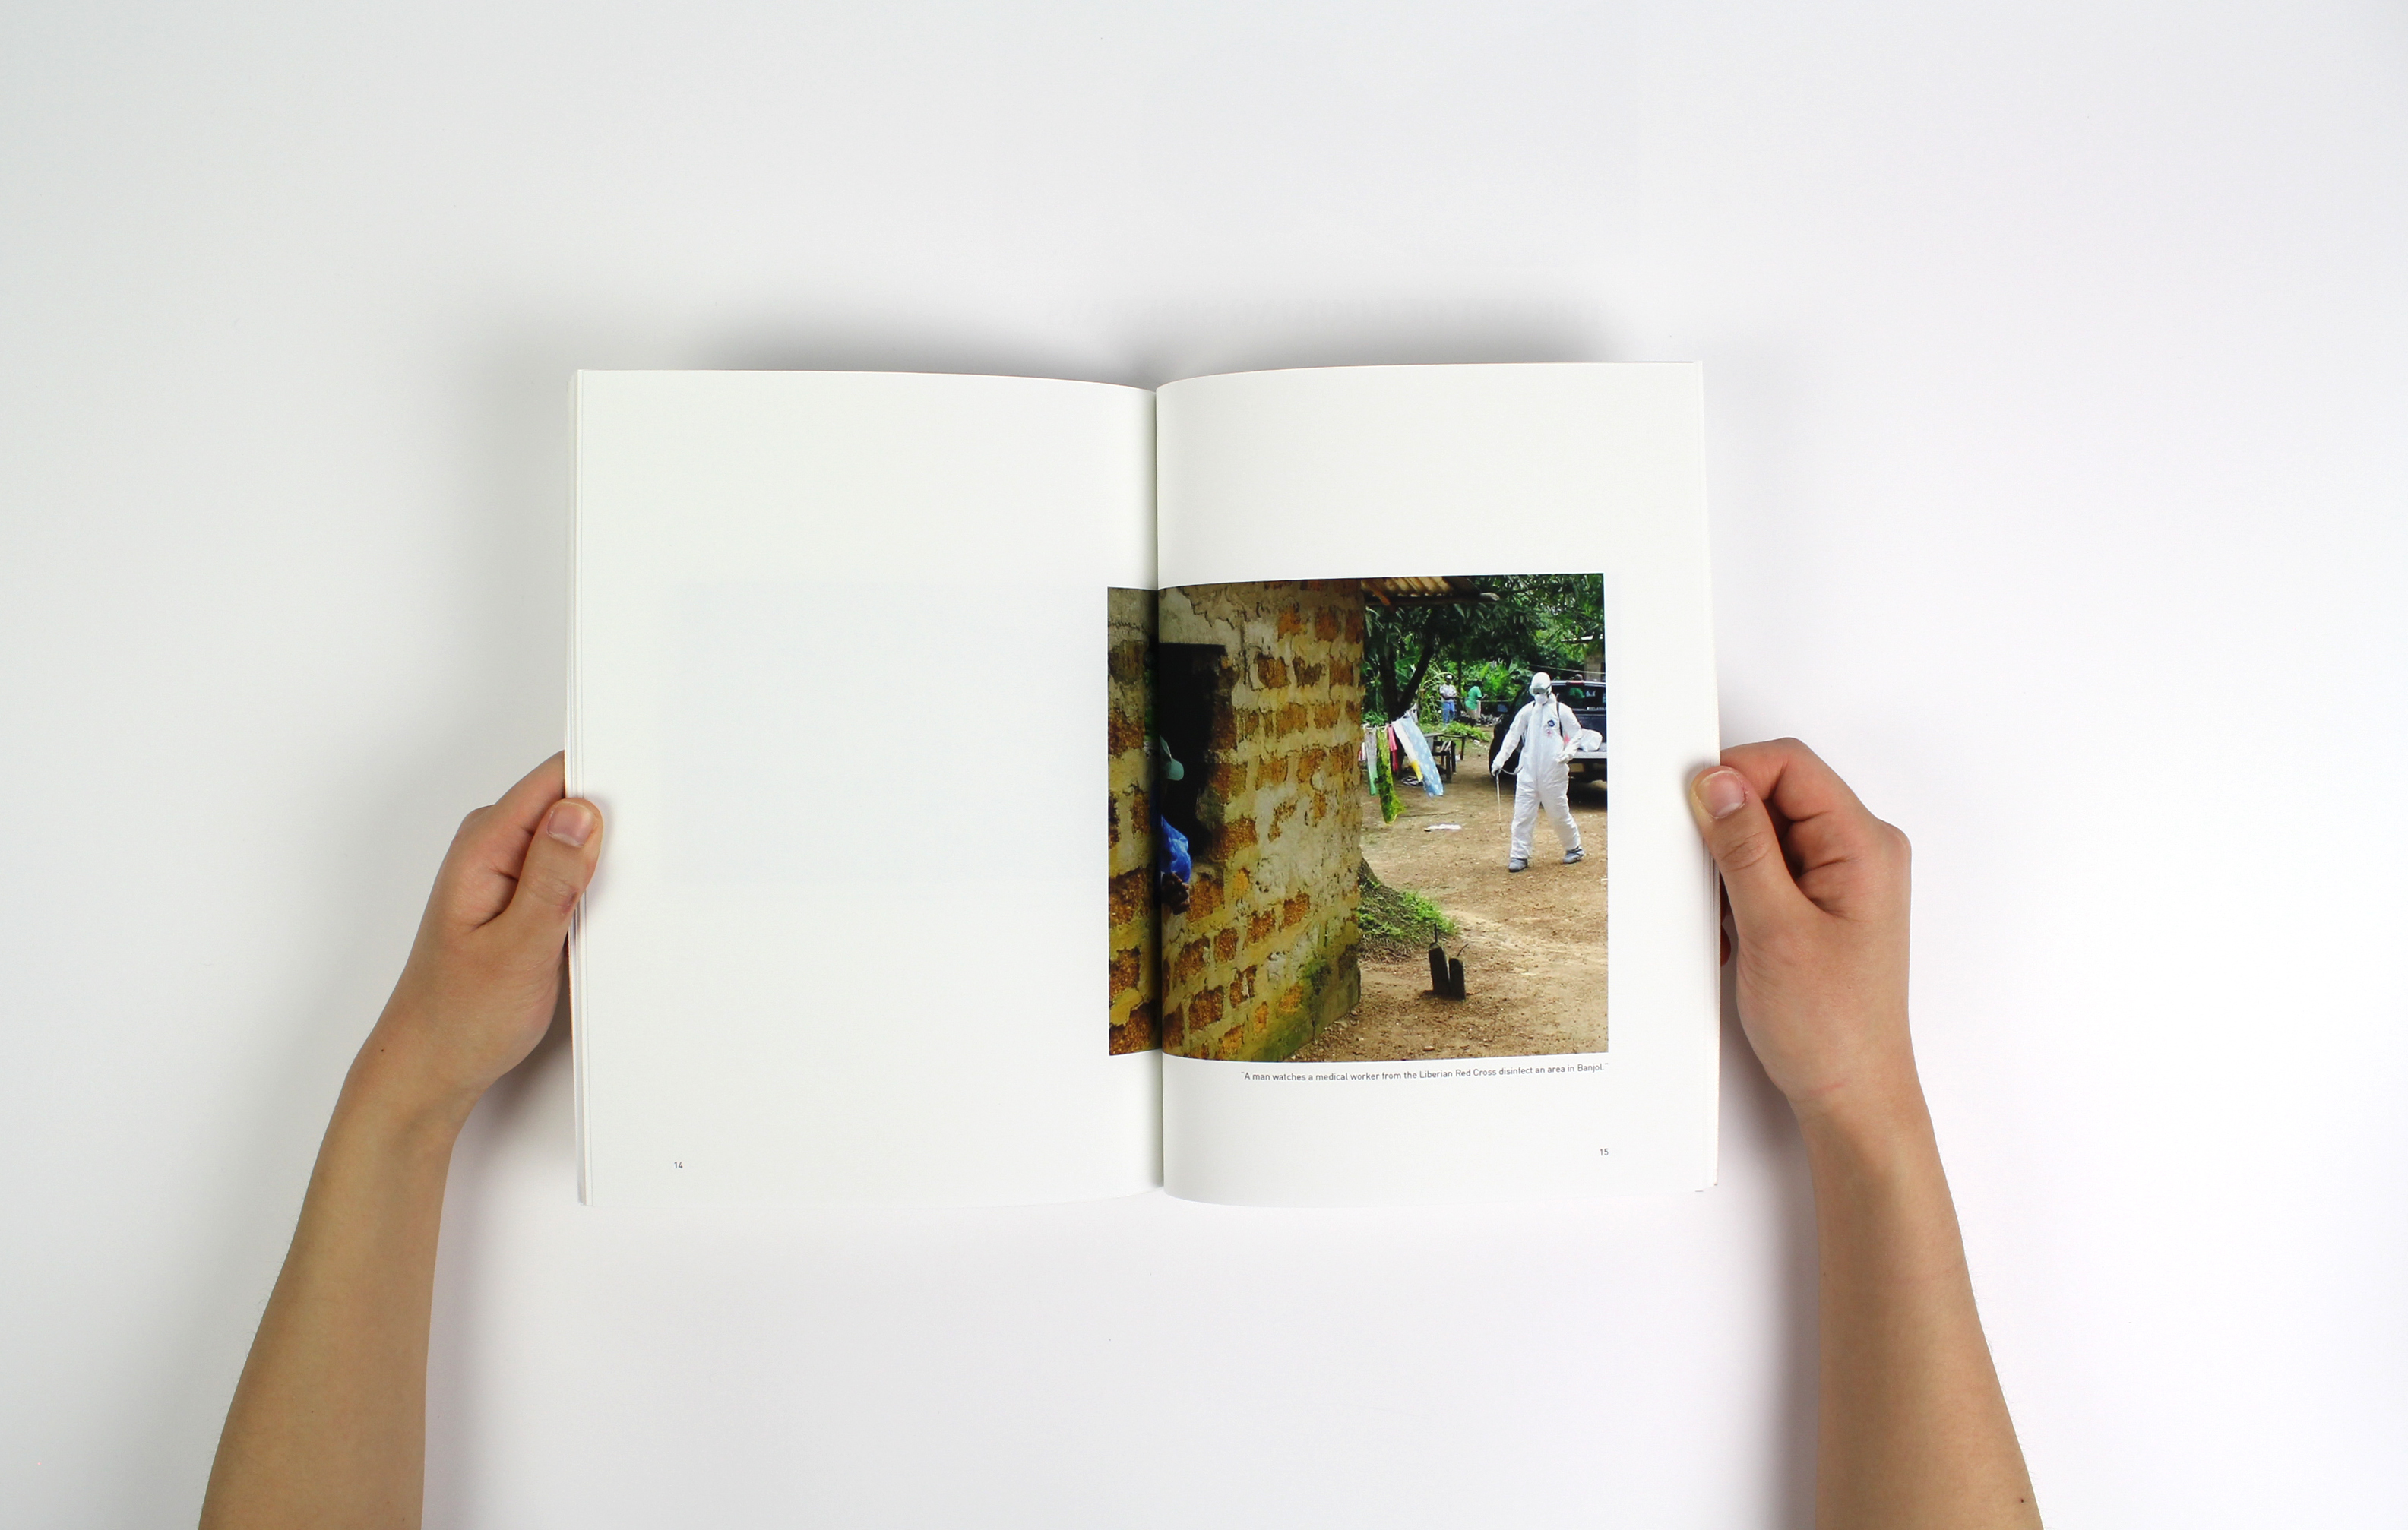 "A man watches a medical worker from the Liberian Red Cross disinfect an area in Banjol."
14
15